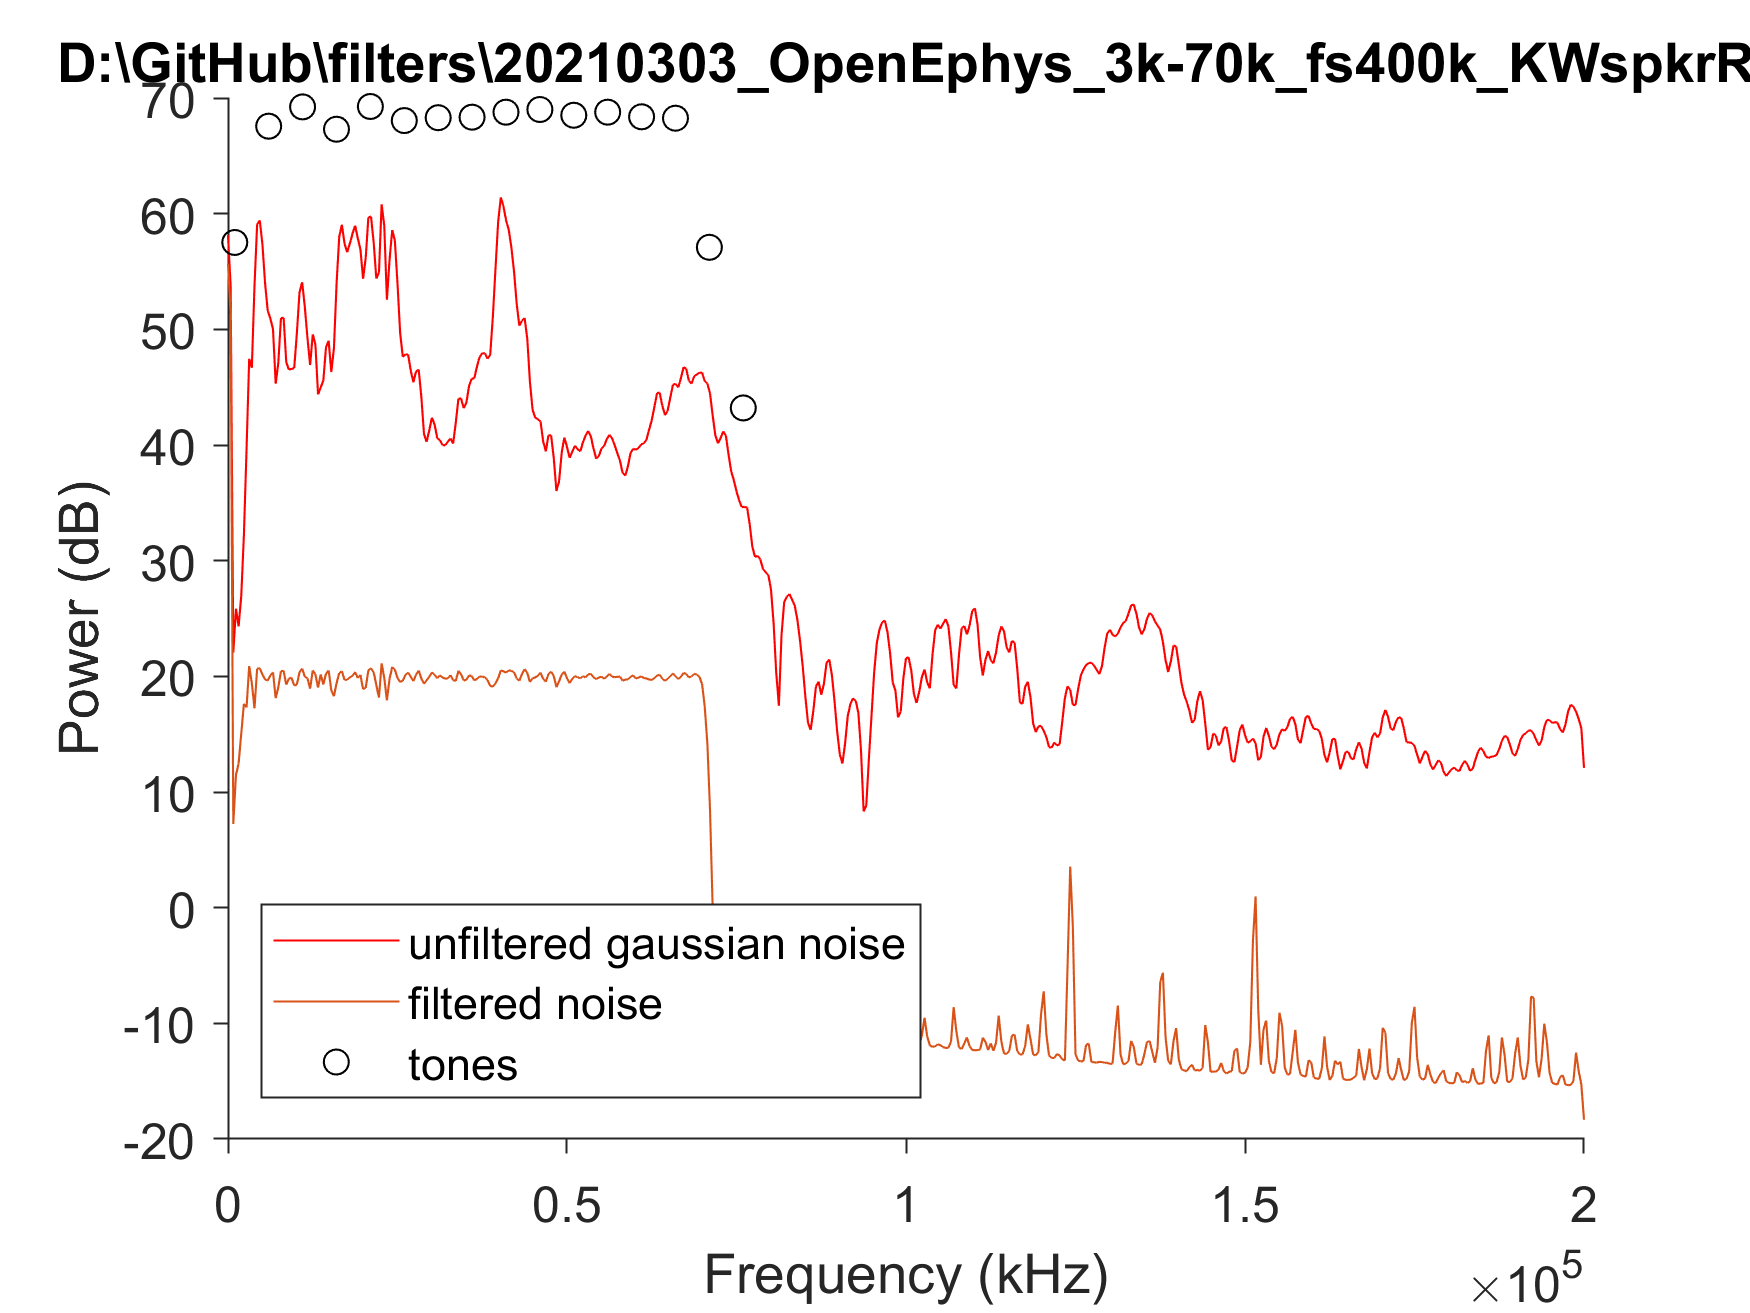 D:\GitHub\filters\20210303_OpenEphys_3k-70k_fs400k_KWspkrR
70
60
50
40
30
20
10
0
-10
-20
Power (dB)
unfiltered gaussian noise
filtered noise
tones
0 0.5 1 1.5 2
Frequency (kHz)
×10^5